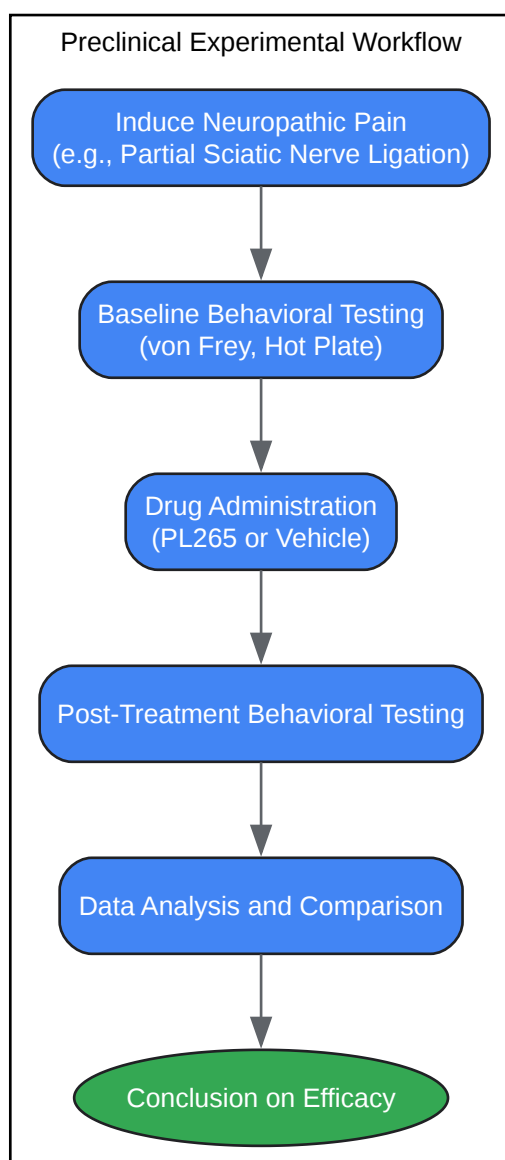 Preclinical Experimental Workflow
Induce Neuropathic Pain
(e.g., Partial Sciatic Nerve Ligation)
Baseline Behavioral Testing
(von Frey, Hot Plate)
Drug Administration
(PL265 or Vehicle)
Post-Treatment Behavioral Testing
Data Analysis and Comparison
Conclusion on Efficacy